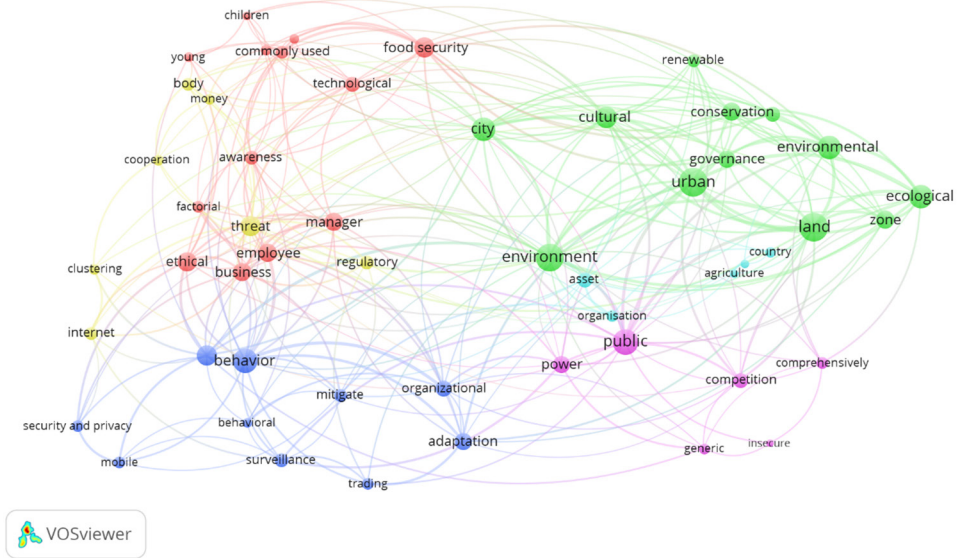 children
young
commonly used
food security
body
money
technological
renewable
city
cultural
conservation
cooperation
awareness
governance
environmental
urban
ecological
factorial
threat
manager
land
zone
ethical
employee
business
regulatory
environment
country
clustering
asset
agriculture
internet
organisation
public
behavior
power
comprehensively
mitigate
organizational
competition
security and privacy
behavioral
adaptation
generic
insecure
mobile
surveillance
trading
VOSviewer